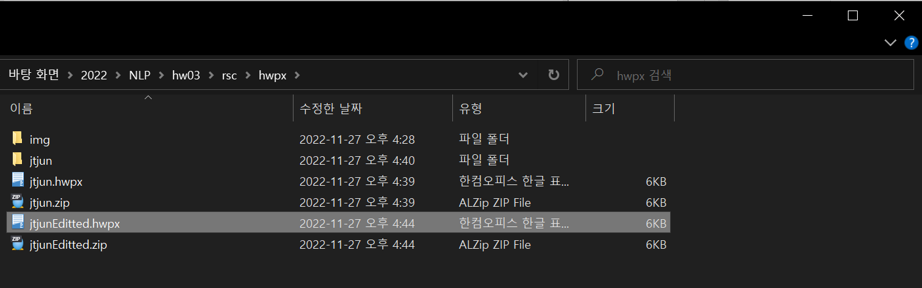 바탕 화면 > 2022 > NLP > hw03 > rsc > hwpx >
hwpx 검색
이름 수정한 날짜 유형 크기
img 2022-11-27 오후 4:28 파일 폴더
jtjun 2022-11-27 오후 4:40 파일 폴더
jtjun.hwpx 2022-11-27 오후 4:39 한컴오피스 한글 표... 6KB
jtjun.zip 2022-11-27 오후 4:39 ALZip ZIP File 6KB
jtjunEditted.hwpx 2022-11-27 오후 4:44 한컴오피스 한글 표... 6KB
jtjunEditted.zip 2022-11-27 오후 4:44 ALZip ZIP File 6KB